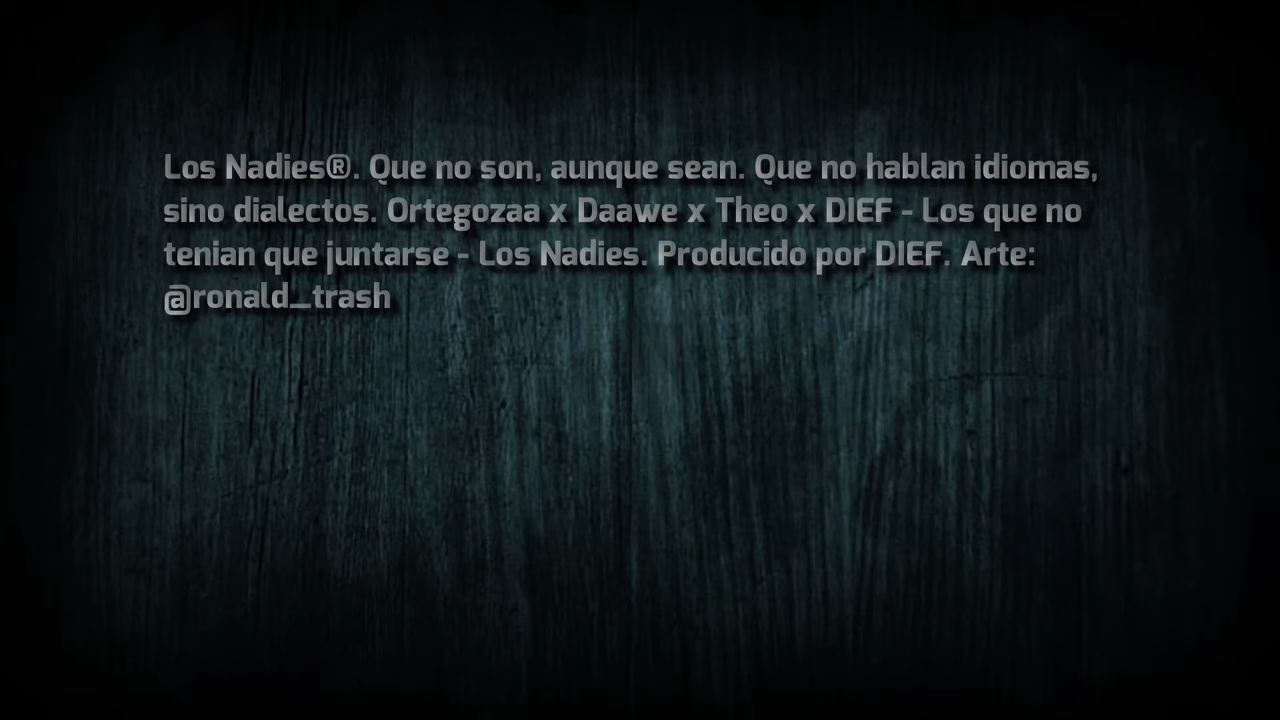 Los Nadies®. Que no son, aunque sean. Que no hablan idiomas,
sino dialectos. Ortegozaa x Daawe x Theo x DIEF - Los que no
tenian que juntarse - Los Nadies. Producido por DIEF. Arte:
@ronald_trash